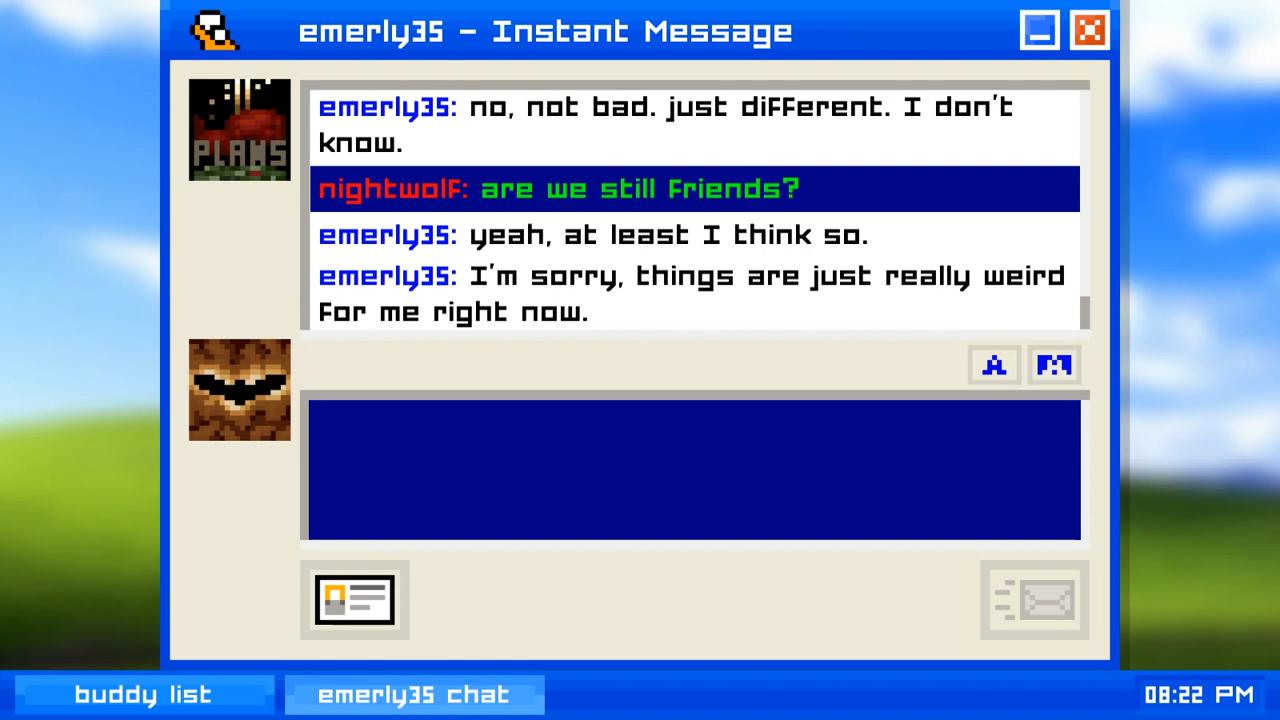 emerly35 - Instant Message
emerly35: no, not bad. just different. I don't
know.
nightwolf: are we still friends?
emerly35: yeah, at least I think so.
emerly35: I'm sorry, things are just really weird
for me right now.
PLANS
A
buddy list
emerly35 chat
08:22 PM